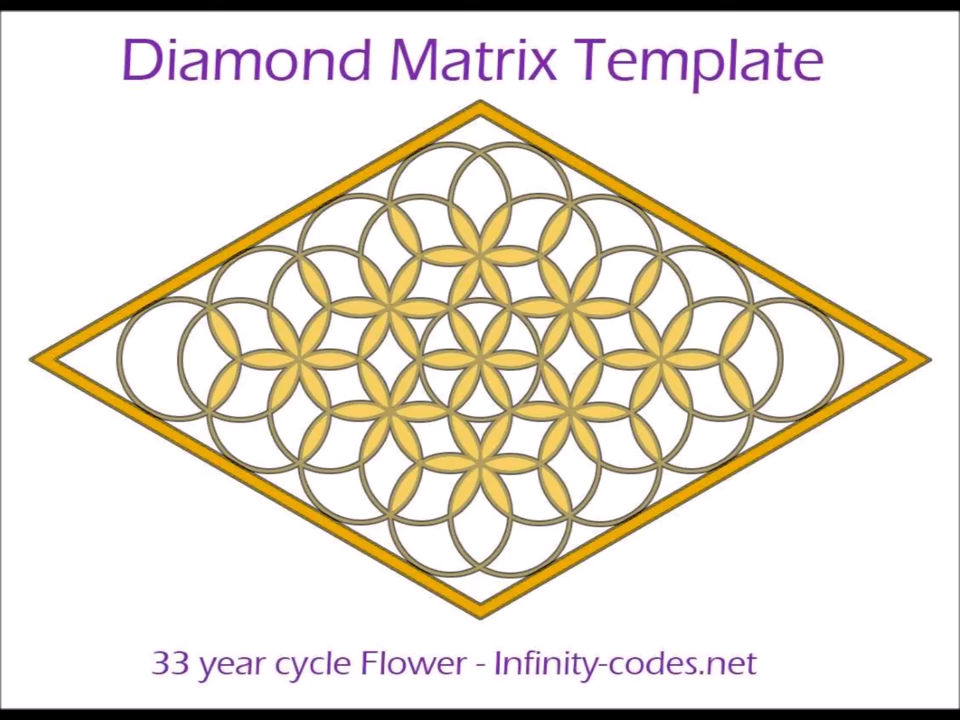 Diamond Matrix Template
33 year cycle Flower - Infinity-codes.net